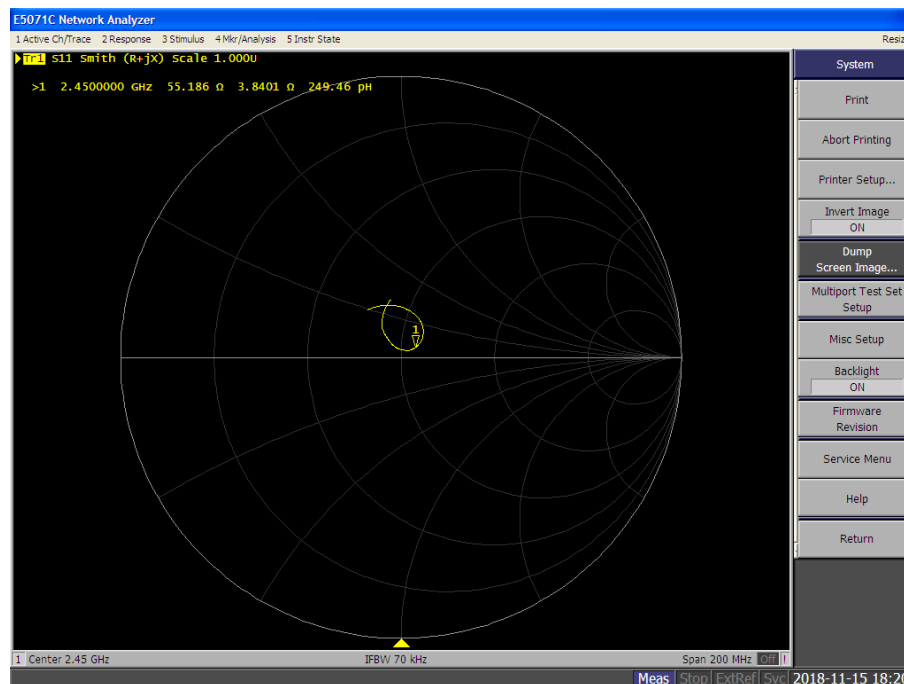 E5071C Network Analyzer
1 Active Ch/Trace 2 Response 3 Stimulus 4 Mkr/Analysis 5 Instr State
Tr1 S11 Smith (R+jX) Scale 1.000U
>1 2.4500000 GHz 55.186 Ω 3.8401 Ω 249.46 pH
1
System
Print
Abort Printing
Printer Setup...
Invert Image
ON
Dump
Screen Image...
Multiport Test Set
Setup
Misc Setup
Backlight
ON
Firmware
Revision
Service Menu
Help
Return
1 Center 2.45 GHz IFBW 70 kHz Span 200 MHz Off !
Meas Stop ExtRef Svc 2018-11-15 18:20